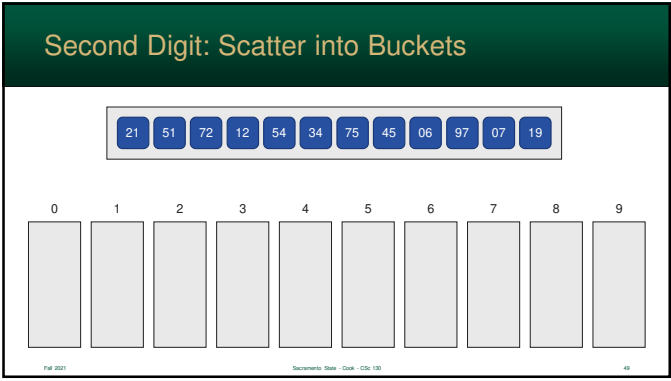 Second Digit: Scatter into Buckets
21 51 72 12 54 34 75 45 06 97 07 19
0 1 2 3 4 5 6 7 8 9
Fall 2021 Sacramento State - Cook - CSc 130 49